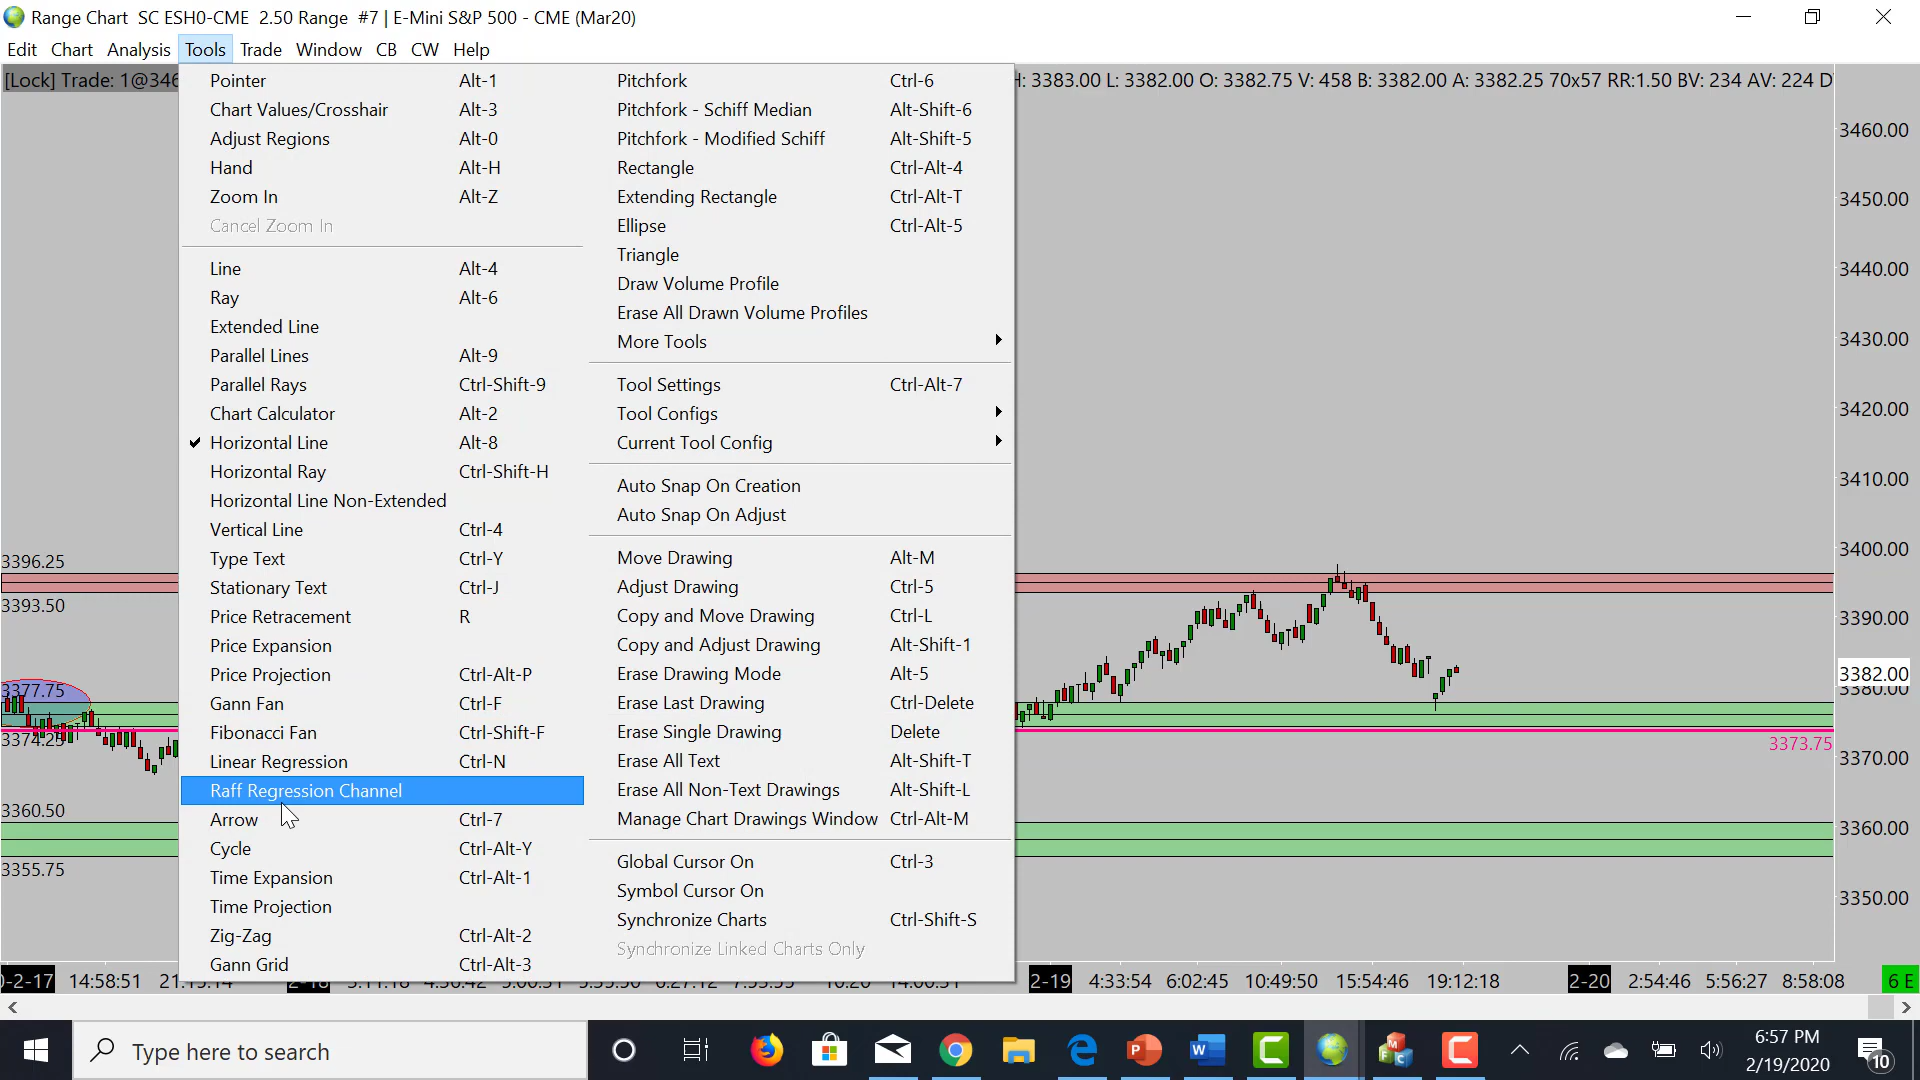 Range Chart  SC ESH0-CME  2.50 Range  #7 | E-Mini S&P 500 - CME (Mar20)
Edit Chart Analysis Tools Trade Window CB CW Help
[Lock] Trade: 1@346
H: 3383.00 L: 3382.00 O: 3382.75 V: 458 B: 3382.00 A: 3382.25 70x57 RR:1.50 BV: 234 AV: 224 D
Pointer Alt-1
Chart Values/Crosshair Alt-3
Adjust Regions Alt-0
Hand Alt-H
Zoom In Alt-Z
Cancel Zoom In
Line Alt-4
Ray Alt-6
Extended Line
Parallel Lines Alt-9
Parallel Rays Ctrl-Shift-9
Chart Calculator Alt-2
Horizontal Line Alt-8
Horizontal Ray Ctrl-Shift-H
Horizontal Line Non-Extended
Vertical Line Ctrl-4
Type Text Ctrl-Y
Stationary Text Ctrl-J
Price Retracement R
Price Expansion
Price Projection Ctrl-Alt-P
Gann Fan Ctrl-F
Fibonacci Fan Ctrl-Shift-F
Linear Regression Ctrl-N
Raff Regression Channel
Arrow Ctrl-7
Cycle Ctrl-Alt-Y
Time Expansion Ctrl-Alt-1
Time Projection
Zig-Zag Ctrl-Alt-2
Gann Grid Ctrl-Alt-3
Pitchfork Ctrl-6
Pitchfork - Schiff Median Alt-Shift-6
Pitchfork - Modified Schiff Alt-Shift-5
Rectangle Ctrl-Alt-4
Extending Rectangle Ctrl-Alt-T
Ellipse Ctrl-Alt-5
Triangle
Draw Volume Profile
Erase All Drawn Volume Profiles
More Tools
Tool Settings Ctrl-Alt-7
Tool Configs
Current Tool Config
Auto Snap On Creation
Auto Snap On Adjust
Move Drawing Alt-M
Adjust Drawing Ctrl-5
Copy and Move Drawing Ctrl-L
Copy and Adjust Drawing Alt-Shift-1
Erase Drawing Mode Alt-5
Erase Last Drawing Ctrl-Delete
Erase Single Drawing Delete
Erase All Text Alt-Shift-T
Erase All Non-Text Drawings Alt-Shift-L
Manage Chart Drawings Window Ctrl-Alt-M
Global Cursor On Ctrl-3
Symbol Cursor On
Synchronize Charts Ctrl-Shift-S
Synchronize Linked Charts Only
3396.25
3393.50
3377.75
3374.25
3360.50
3355.75
3373.75
3460.00
3450.00
3440.00
3430.00
3420.00
3410.00
3400.00
3390.00
3382.00
3380.00
3370.00
3360.00
3350.00
0-2-17 14:58:51 2-19 4:33:54 6:02:45 10:49:50 15:54:46 19:12:18 2-20 2:54:46 5:56:27 8:58:08 6 E
Type here to search
6:57 PM
2/19/2020
10